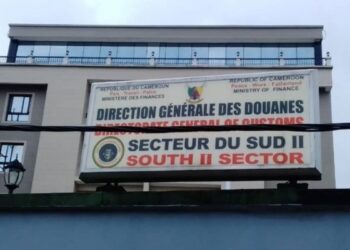 REPUBLIQUE DU CAMEROUN
Paix - Travail - Patrie
MINISTERE DES FINANCES
REPUBLIC OF CAMEROON
Peace - Work - Fatherland
MINISTRY OF FINANCE
DIRECTION GÉNÉRALE DES DOUANES
DIRECTORATE GENERAL OF CUSTOMS
SECTEUR DU SUD II
SOUTH II SECTOR